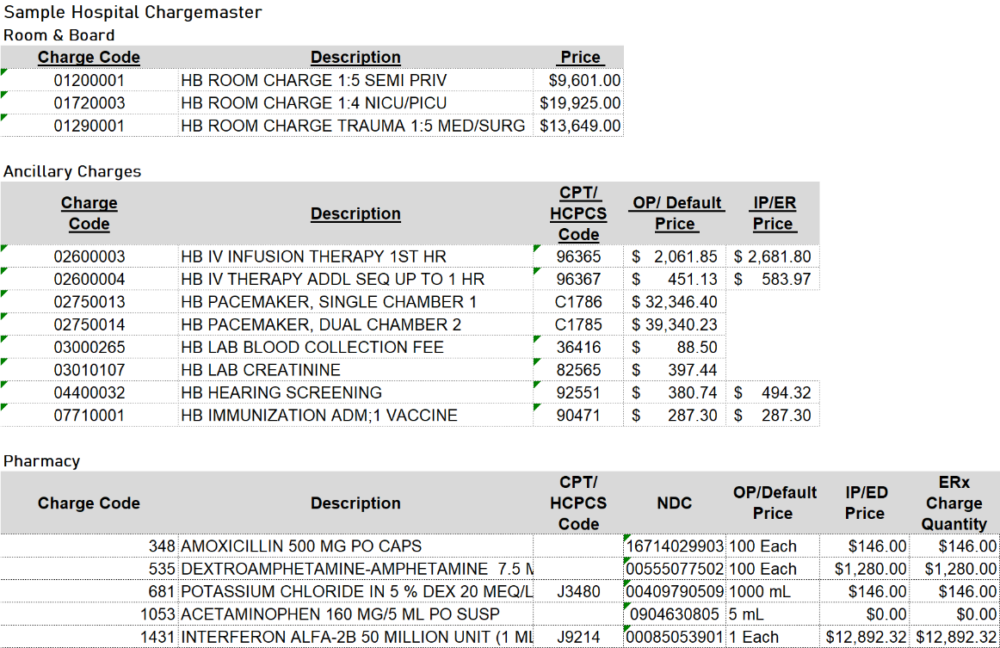 Sample Hospital Chargemaster
Room & Board
Charge Code Description Price
01200001 HB ROOM CHARGE 1:5 SEMI PRIV $9,601.00
01720003 HB ROOM CHARGE 1:4 NICU/PICU $19,925.00
01290001 HB ROOM CHARGE TRAUMA 1:5 MED/SURG $13,649.00
Ancillary Charges
Charge Code Description CPT/ HCPCS Code OP/ Default Price IP/ER Price
02600003 HB IV INFUSION THERAPY 1ST HR 96365 $ 2,061.85 $ 2,681.80
02600004 HB IV THERAPY ADDL SEQ UP TO 1 HR 96367 $ 451.13 $ 583.97
02750013 HB PACEMAKER, SINGLE CHAMBER 1 C1786 $ 32,346.40
02750014 HB PACEMAKER, DUAL CHAMBER 2 C1785 $ 39,340.23
03000265 HB LAB BLOOD COLLECTION FEE 36416 $ 88.50
03010107 HB LAB CREATININE 82565 $ 397.44
04400032 HB HEARING SCREENING 92551 $ 380.74 $ 494.32
07710001 HB IMMUNIZATION ADM;1 VACCINE 90471 $ 287.30 $ 287.30
Pharmacy
Charge Code Description CPT/ HCPCS Code NDC OP/Default Price IP/ED Price ERx Charge Quantity
348 AMOXICILLIN 500 MG PO CAPS 16714029903 100 Each $146.00 $146.00
535 DEXTROAMPHETAMINE-AMPHETAMINE 7.5 M 00555077502 100 Each $1,280.00 $1,280.00
681 POTASSIUM CHLORIDE IN 5 % DEX 20 MEQ/L J3480 00409790509 1000 mL $146.00 $146.00
1053 ACETAMINOPHEN 160 MG/5 ML PO SUSP 0904630805 5 mL $0.00 $0.00
1431 INTERFERON ALFA-2B 50 MILLION UNIT (1 ML J9214 00085053901 1 Each $12,892.32 $12,892.32